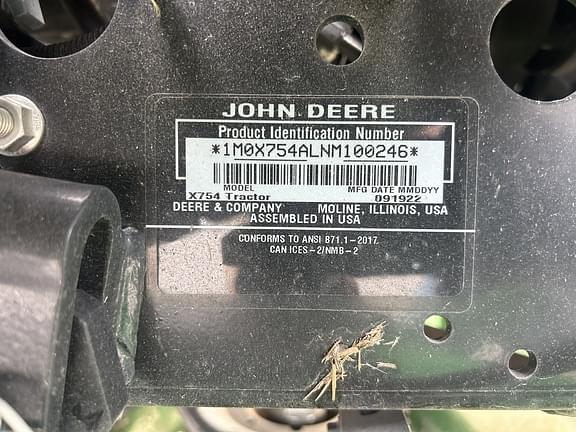 JOHN DEERE
Product Identification Number
*1M0X754ALNM100246*
MODEL MFG DATE MMDDYY
X754 Tractor 091922
DEERE & COMPANY MOLINE, ILLINOIS, USA
ASSEMBLED IN USA
CONFORMS TO ANSI B71.1-2017.
CAN ICES-2/NMB-2